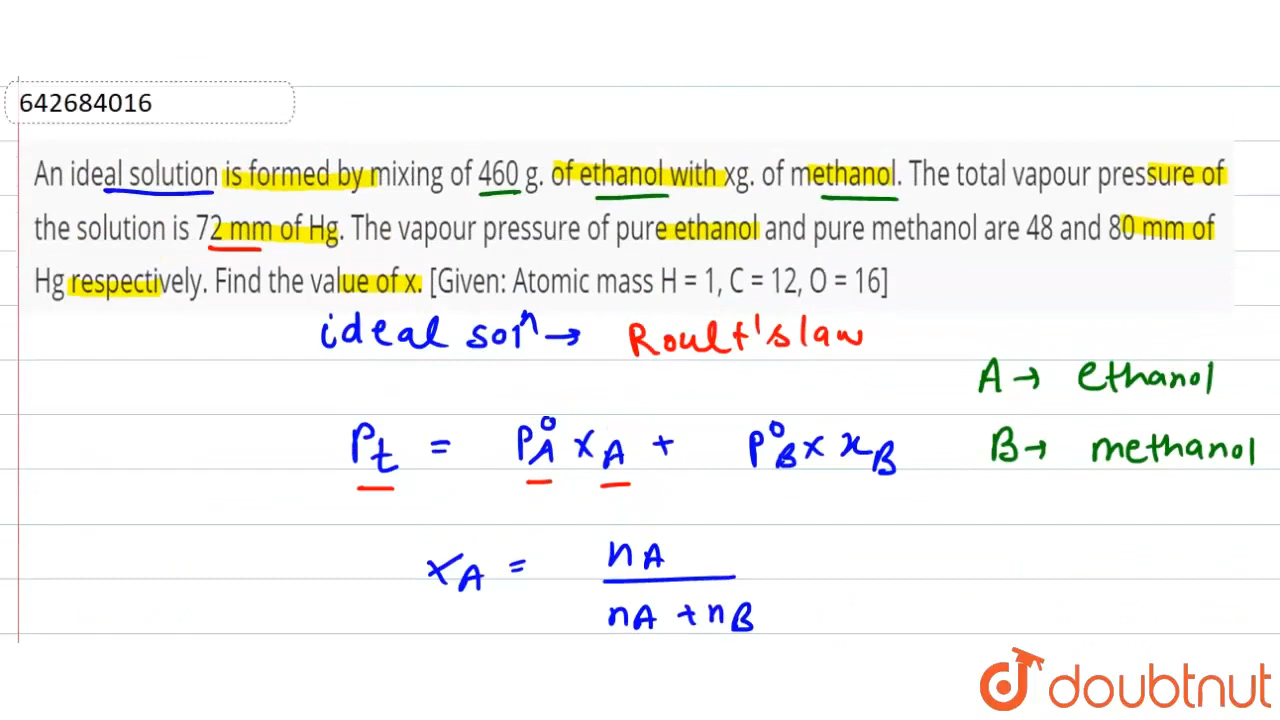 642684016
An ideal solution is formed by mixing of 460 g. of ethanol with xg. of methanol. The total vapour pressure of
the solution is 72 mm of Hg. The vapour pressure of pure ethanol and pure methanol are 48 and 80 mm of
Hg respectively. Find the value of x. [Given: Atomic mass H = 1, C = 12, O = 16]
ideal solⁿ → Roult's law
A → ethanol
Pt = P°A xA + P°B × xB
B → methanol
xA = nA
nA + nB
doubtnut